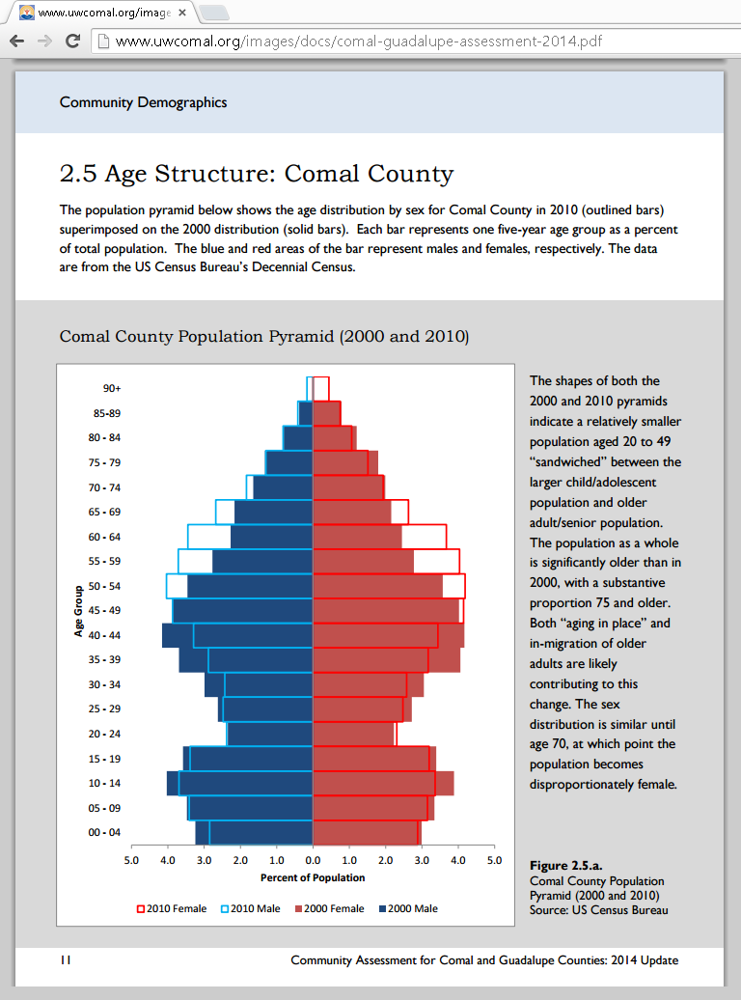 www.uwcomal.org/image
www.uwcomal.org/images/docs/comal-guadalupe-assessment-2014.pdf
Community Demographics
2.5 Age Structure: Comal County
The population pyramid below shows the age distribution by sex for Comal County in 2010 (outlined bars)
superimposed on the 2000 distribution (solid bars). Each bar represents one five-year age group as a percent
of total population. The blue and red areas of the bar represent males and females, respectively. The data
are from the US Census Bureau's Decennial Census.
Comal County Population Pyramid (2000 and 2010)
90+
85-89
80 - 84
75 - 79
70 - 74
65 - 69
60 - 64
55 - 59
50 - 54
45 - 49
40 - 44
35 - 39
30 - 34
25 - 29
20 - 24
15 - 19
10 - 14
05 - 09
00 - 04
Age Group
5.0 4.0 3.0 2.0 1.0 0.0 1.0 2.0 3.0 4.0 5.0
Percent of Population
2010 Female 2010 Male 2000 Female 2000 Male
The shapes of both the
2000 and 2010 pyramids
indicate a relatively smaller
population aged 20 to 49
"sandwiched" between the
larger child/adolescent
population and older
adult/senior population.
The population as a whole
is significantly older than in
2000, with a substantive
proportion 75 and older.
Both "aging in place" and
in-migration of older
adults are likely
contributing to this
change. The sex
distribution is similar until
age 70, at which point the
population becomes
disproportionately female.
Figure 2.5.a.
Comal County Population
Pyramid (2000 and 2010)
Source: US Census Bureau
11
Community Assessment for Comal and Guadalupe Counties: 2014 Update